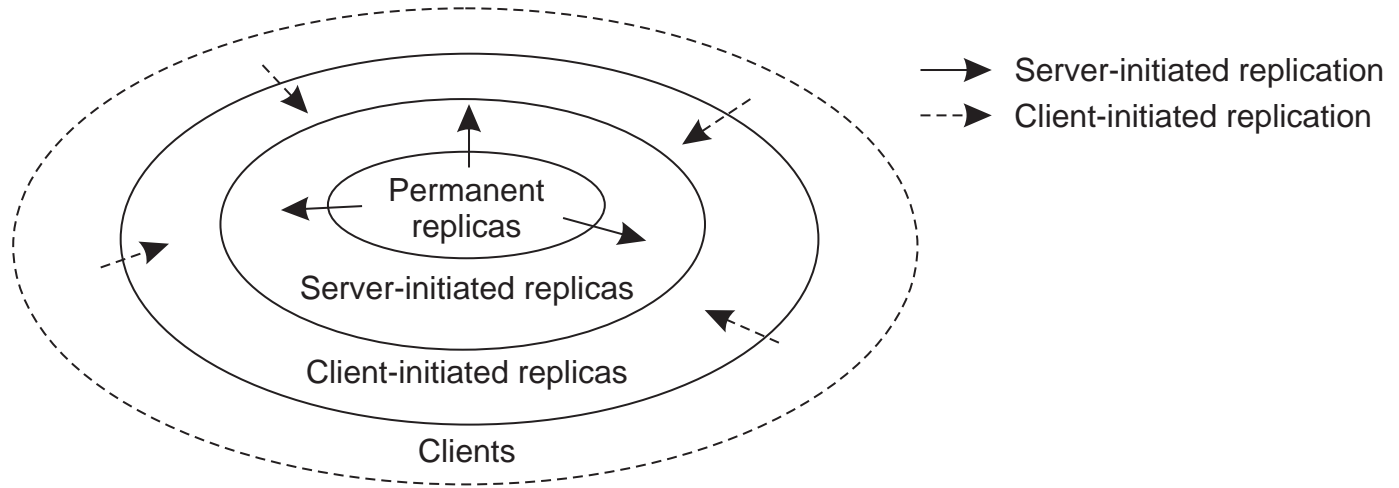 Server-initiated replication
Client-initiated replication
Permanent
replicas
Server-initiated replicas
Client-initiated replicas
Clients